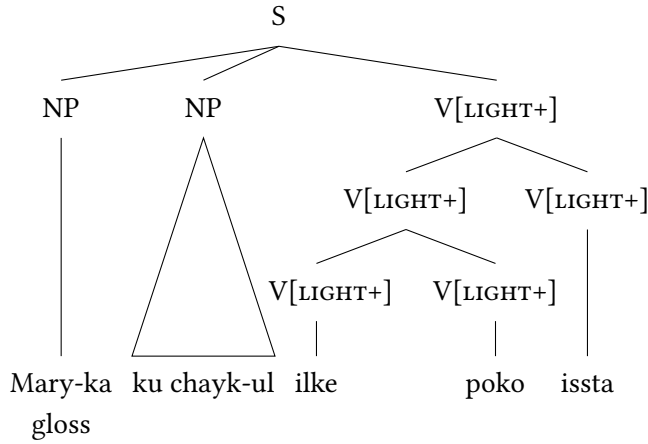 S
NP NP V[LIGHT+]
V[LIGHT+] V[LIGHT+]
V[LIGHT+] V[LIGHT+]
Mary-ka ku chayk-ul ilke poko issta
gloss